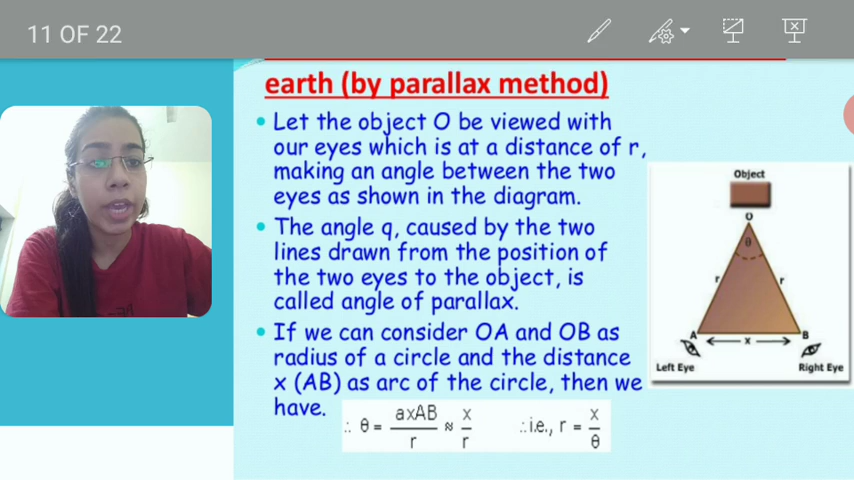 11 OF 22
earth (by parallax method)
• Let the object O be viewed with
our eyes which is at a distance of r,
making an angle between the two
eyes as shown in the diagram.
• The angle q, caused by the two
lines drawn from the position of
the two eyes to the object, is
called angle of parallax.
• If we can consider OA and OB as
radius of a circle and the distance
x (AB) as arc of the circle, then we
have.
∴ θ = axAB/r ≈ x/r ∴ i.e., r = x/θ
Object
O
θ
r r
A x B
Left Eye Right Eye